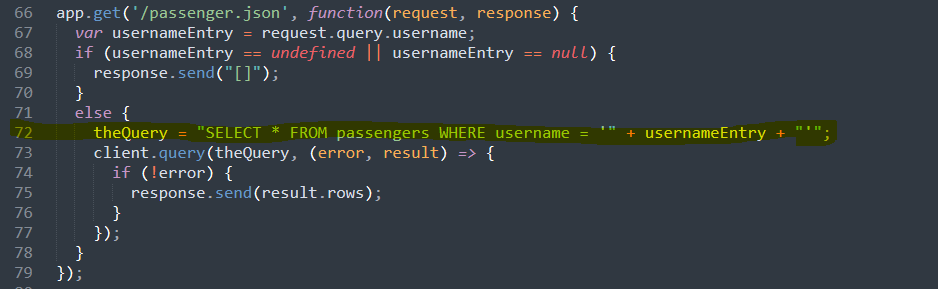 66 app.get('/passenger.json', function(request, response) {
67 var usernameEntry = request.query.username;
68 if (usernameEntry == undefined || usernameEntry == null) {
69 response.send("[]");
70 }
71 else {
72 theQuery = "SELECT * FROM passengers WHERE username = '" + usernameEntry + "'";
73 client.query(theQuery, (error, result) => {
74 if (!error) {
75 response.send(result.rows);
76 }
77 });
78 }
79 });